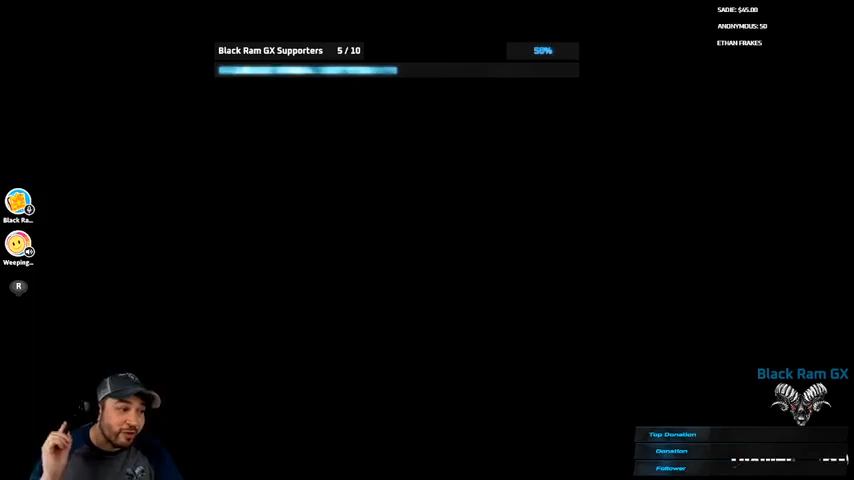 SADIE: $45.00
ANONYMOUS: 50
ETHAN FRAKES
Black Ram GX Supporters 5 / 10
50%
Black Ra...
Weeping...
R
Black Ram GX
Top Donation
Donation
Follower